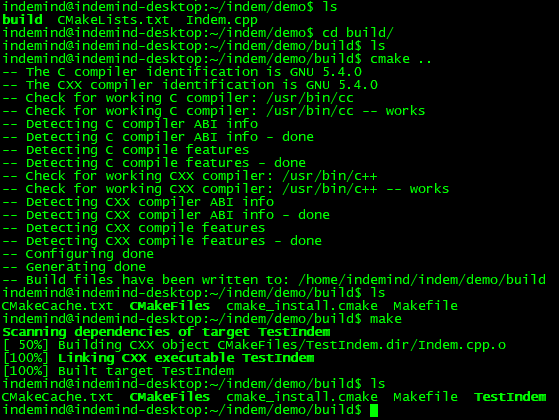 indemind@indemind-desktop:~/indem/demo$ ls
build  CMakeLists.txt  Indem.cpp
indemind@indemind-desktop:~/indem/demo$ cd build/
indemind@indemind-desktop:~/indem/demo/build$ ls
indemind@indemind-desktop:~/indem/demo/build$ cmake ..
-- The C compiler identification is GNU 5.4.0
-- The CXX compiler identification is GNU 5.4.0
-- Check for working C compiler: /usr/bin/cc
-- Check for working C compiler: /usr/bin/cc -- works
-- Detecting C compiler ABI info
-- Detecting C compiler ABI info - done
-- Detecting C compile features
-- Detecting C compile features - done
-- Check for working CXX compiler: /usr/bin/c++
-- Check for working CXX compiler: /usr/bin/c++ -- works
-- Detecting CXX compiler ABI info
-- Detecting CXX compiler ABI info - done
-- Detecting CXX compile features
-- Detecting CXX compile features - done
-- Configuring done
-- Generating done
-- Build files have been written to: /home/indemind/indem/demo/build
indemind@indemind-desktop:~/indem/demo/build$ ls
CMakeCache.txt  CMakeFiles  cmake_install.cmake  Makefile
indemind@indemind-desktop:~/indem/demo/build$ make
Scanning dependencies of target TestIndem
[ 50%] Building CXX object CMakeFiles/TestIndem.dir/Indem.cpp.o
[100%] Linking CXX executable TestIndem
[100%] Built target TestIndem
indemind@indemind-desktop:~/indem/demo/build$ ls
CMakeCache.txt  CMakeFiles  cmake_install.cmake  Makefile  TestIndem
indemind@indemind-desktop:~/indem/demo/build$